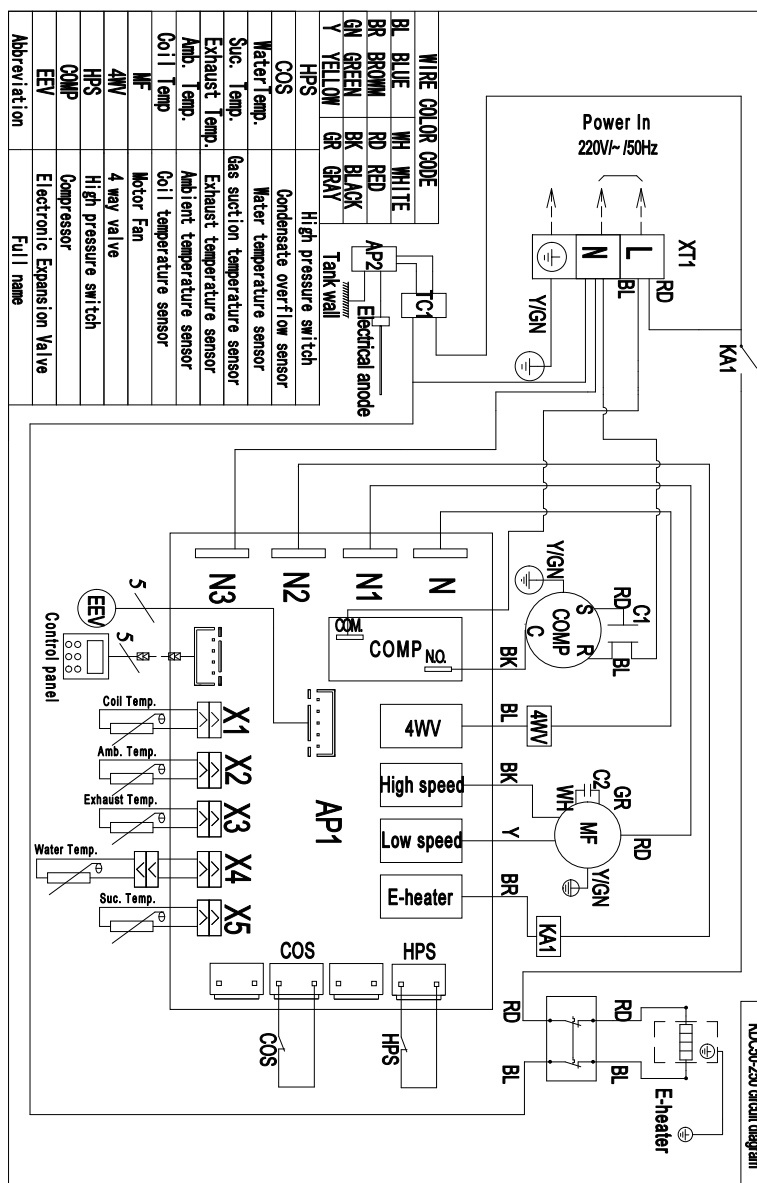 WIRE COLOR CODE
BL BLUE WH WHITE
BR BROWN RD RED
GN GREEN BK BLACK
Y YELLOW GR GRAY
HPS High pressure switch
COS Condensate overflow sensor
WaterTemp. Water temperature sensor
Suc. Temp. Gas suction temperature sensor
Exhaust Temp. Exhaust temperature sensor
Amb. Temp. Ambient temperature sensor
Coil Temp Coil temperature sensor
MF Motor Fan
4WV 4 way valve
HPS High pressure switch
COMP Compressor
EEV Electronic Expansion Valve
Abbreviation Full name
Power In
220V/~ /50Hz
XT1
L
N
RD
BL
Y/GN
KA1
AP2
TC1
Tank wall
Electrical anode
N3
N2
N1
N
Y/GN
COMP
S
R
C
RD
C1
BL
BK
COM.
COMP
N.O.
5
EEV
5
Control panel
4WV
BL
4WV
High speed
BK
Low speed
Y
E-heater
BR
KA1
C2
GR
WH
MF
RD
Y/GN
AP1
Coil Temp.
X1
Amb. Temp.
X2
Exhaust Temp.
X3
Water Temp.
X4
Suc. Temp.
X5
COS
HPS
COS
HPS
RD
BL
RD
BL
E-heater
circuit diagram